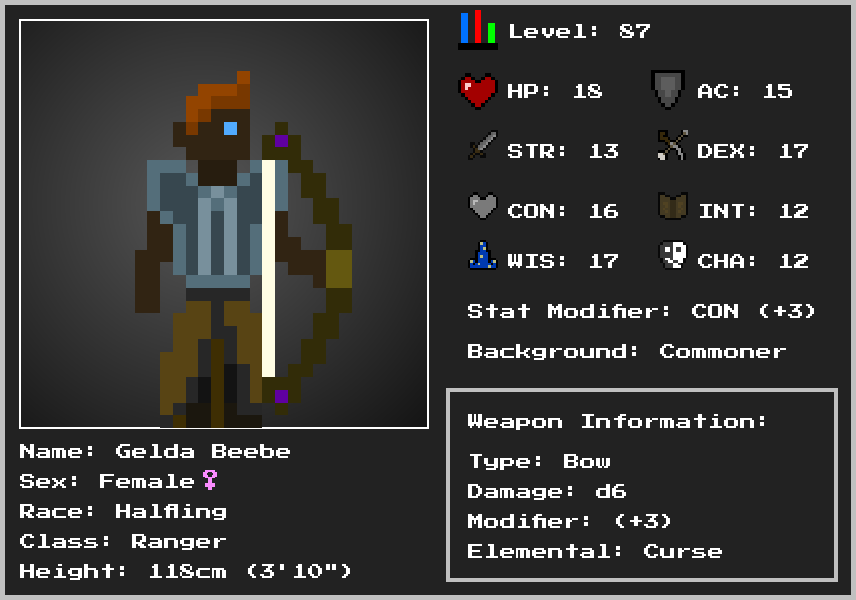 Level: 87
HP: 18
AC: 15
STR: 13
DEX: 17
CON: 16
INT: 12
WIS: 17
CHA: 12
Stat Modifier: CON (+3)
Background: Commoner
Weapon Information:
Type: Bow
Damage: d6
Modifier: (+3)
Elemental: Curse
Name: Gelda Beebe
Sex: Female♀
Race: Halfling
Class: Ranger
Height: 118cm (3'10")